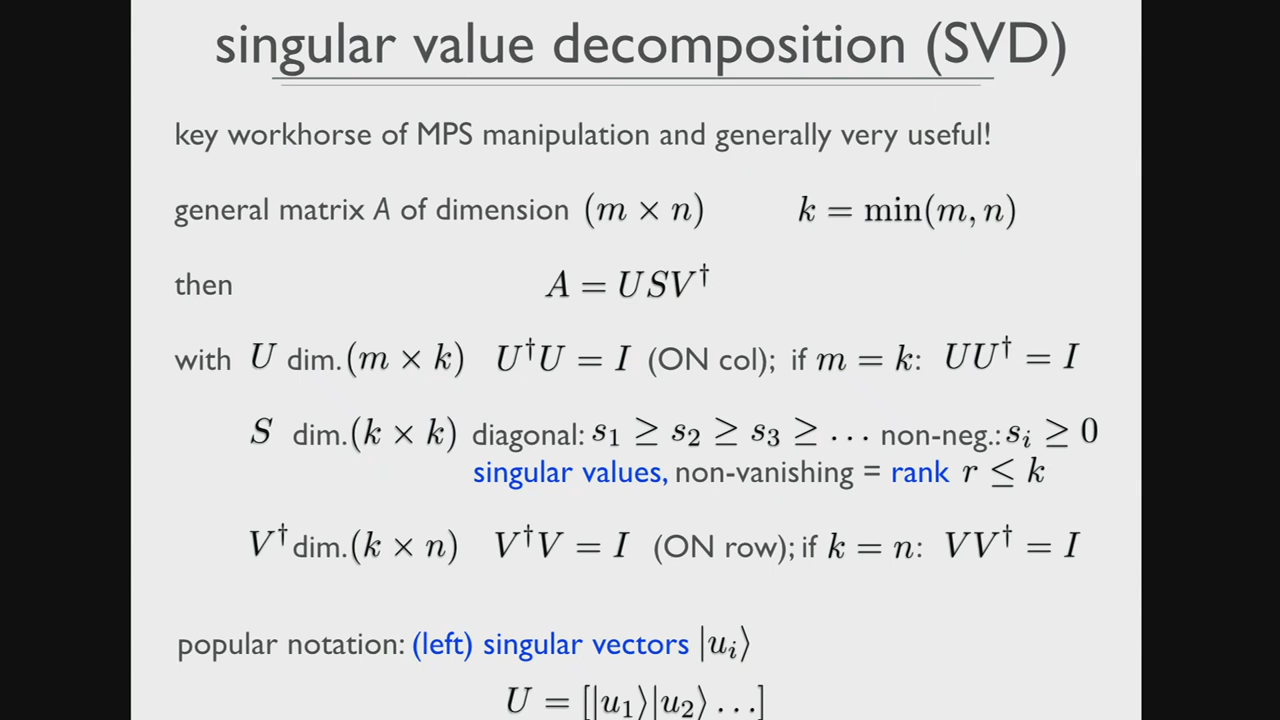 singular value decomposition (SVD)
key workhorse of MPS manipulation and generally very useful!
general matrix A of dimension (m × n) k = min(m, n)
then A = USV†
with U dim. (m × k) U†U = I (ON col); if m = k: UU† = I
S dim. (k × k) diagonal: s₁ ≥ s₂ ≥ s₃ ≥ ... non-neg.: sᵢ ≥ 0
singular values, non-vanishing = rank r ≤ k
V† dim. (k × n) V†V = I (ON row); if k = n: VV† = I
popular notation: (left) singular vectors |uᵢ⟩
U = [|u₁⟩|u₂⟩ ...]